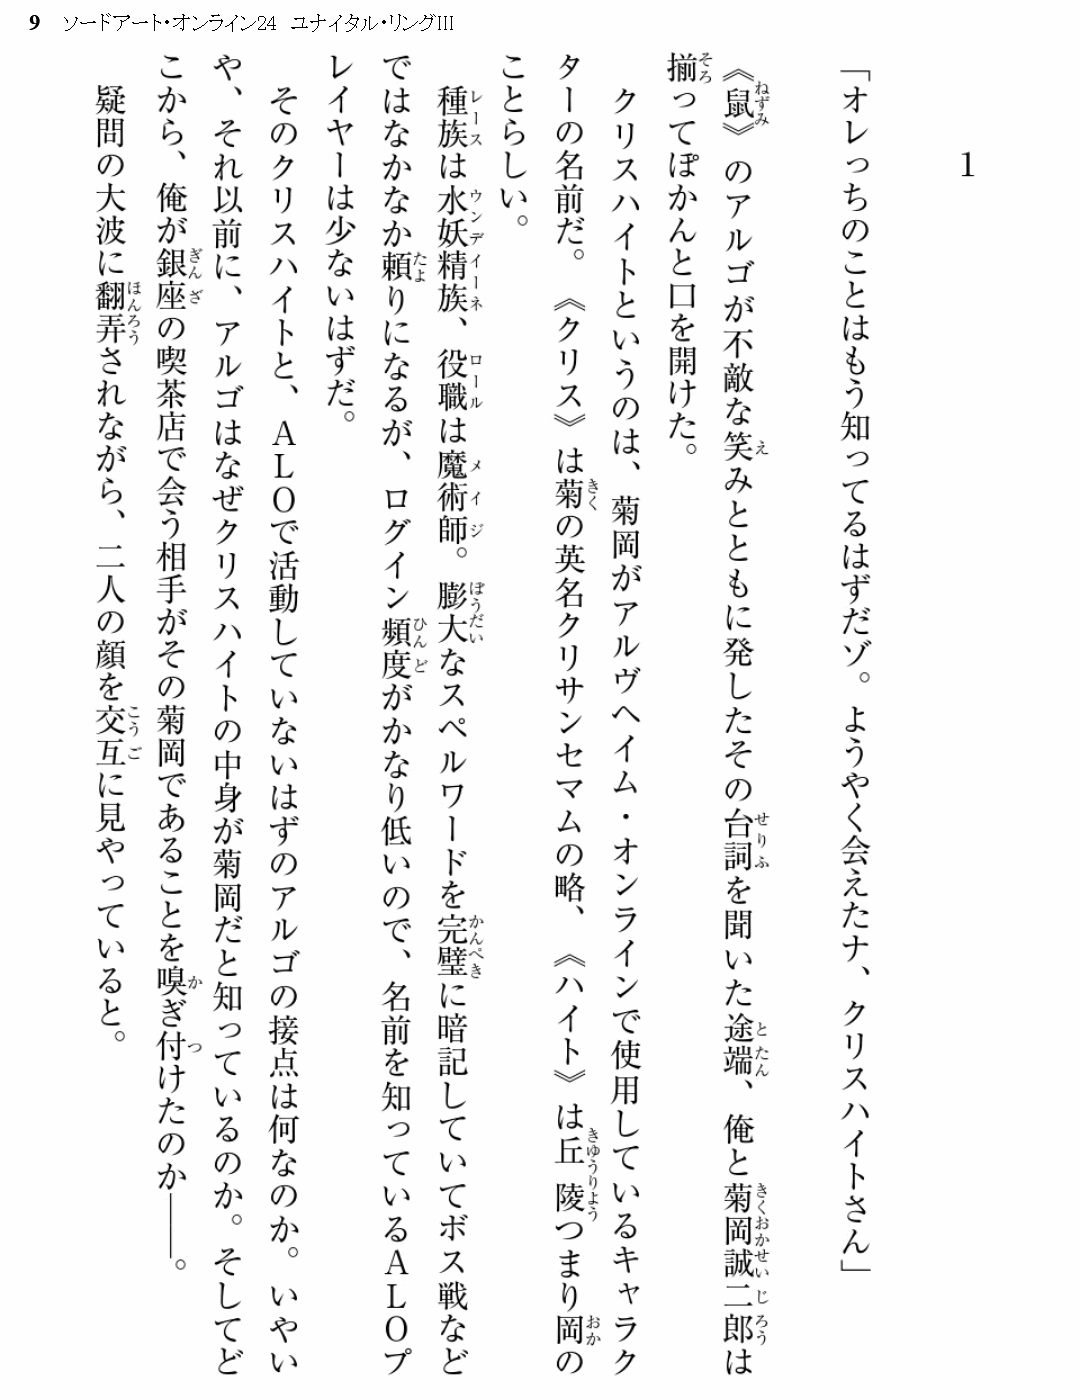 9 ソードアート・オンライン24 ユナイタル・リングIII
1
「オレっちのことはもう知ってるはずだゾ。ようやく会えたナ、クリスハイトさん」
《鼠》のアルゴが不敵な笑みとともに発したその台詞を聞いた途端、俺と菊岡誠二郎は
揃ってぽかんと口を開けた。
クリスハイトというのは、菊岡がアルヴヘイム・オンラインで使用しているキャラク
ターの名前だ。《クリス》は菊の英名クリサンセマムの略、《ハイト》は丘陵つまり岡の
ことらしい。
種族は水妖精族、役職は魔術師。膨大なスペルワードを完璧に暗記していてボス戦など
ではなかなか頼りになるが、ログイン頻度がかなり低いので、名前を知っているALOプ
レイヤーは少ないはずだ。
そのクリスハイトと、ALOで活動していないはずのアルゴの接点は何なのか。いやい
や、それ以前に、アルゴはなぜクリスハイトの中身が菊岡だと知っているのか。そしてど
こから、俺が銀座の喫茶店で会う相手がその菊岡であることを嗅ぎ付けたのか――。
疑問の大波に翻弄されながら、二人の顔を交互に見やっていると。